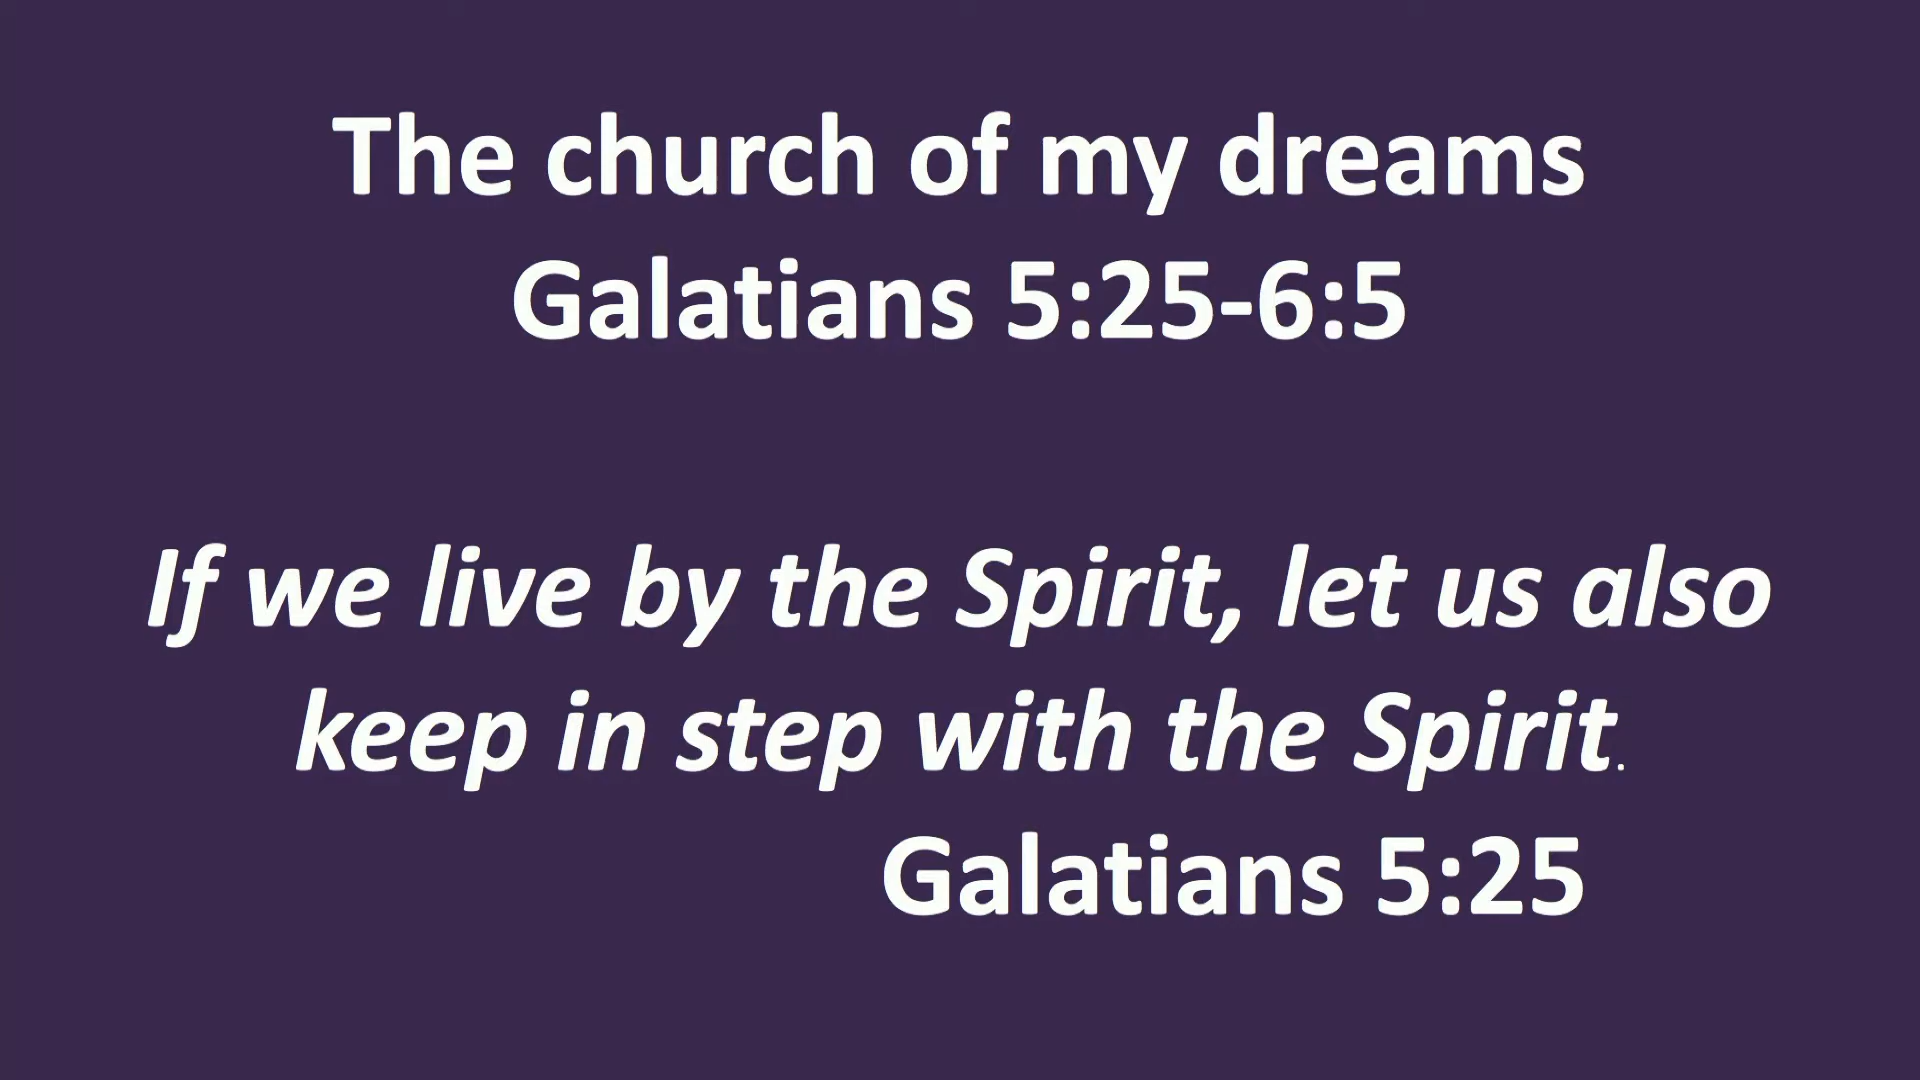 The church of my dreams
Galatians 5:25-6:5
If we live by the Spirit, let us also
keep in step with the Spirit.
Galatians 5:25